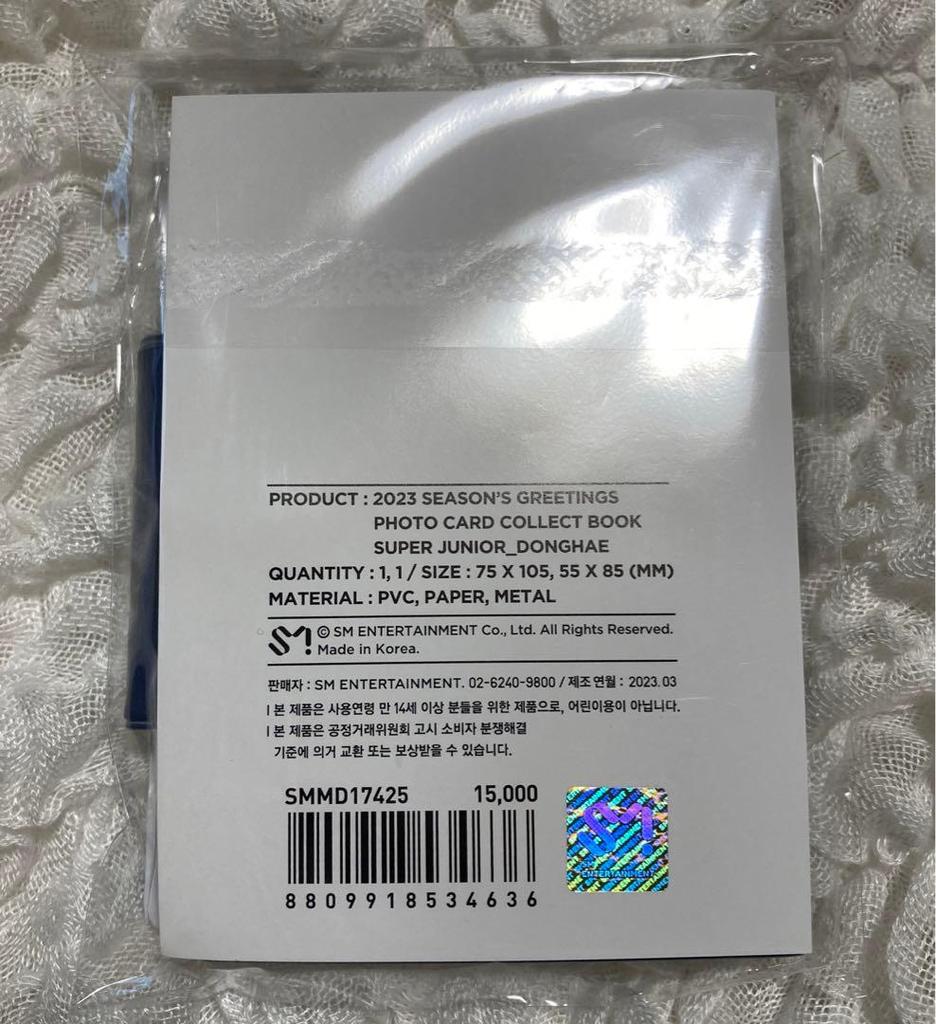 PRODUCT : 2023 SEASON'S GREETINGS
PHOTO CARD COLLECT BOOK
SUPER JUNIOR_DONGHAE
QUANTITY : 1, 1 / SIZE : 75 X 105, 55 X 85 (MM)
MATERIAL : PVC, PAPER, METAL
SM! © SM ENTERTAINMENT Co., Ltd. All Rights Reserved.
Made in Korea.
판매자 : SM ENTERTAINMENT. 02-6240-9800 / 제조연월 : 2023.03
l 본 제품은 사용연령 만 14세 이상 분들을 위한 제품으로, 어린이용이 아닙니다.
l 본 제품은 공정거래위원회 고시 소비자 분쟁해결
기준에 의거 교환 또는 보상받을 수 있습니다.
SMMD17425 15,000
8809918534636
SM
SM
ENTERTAINMENT